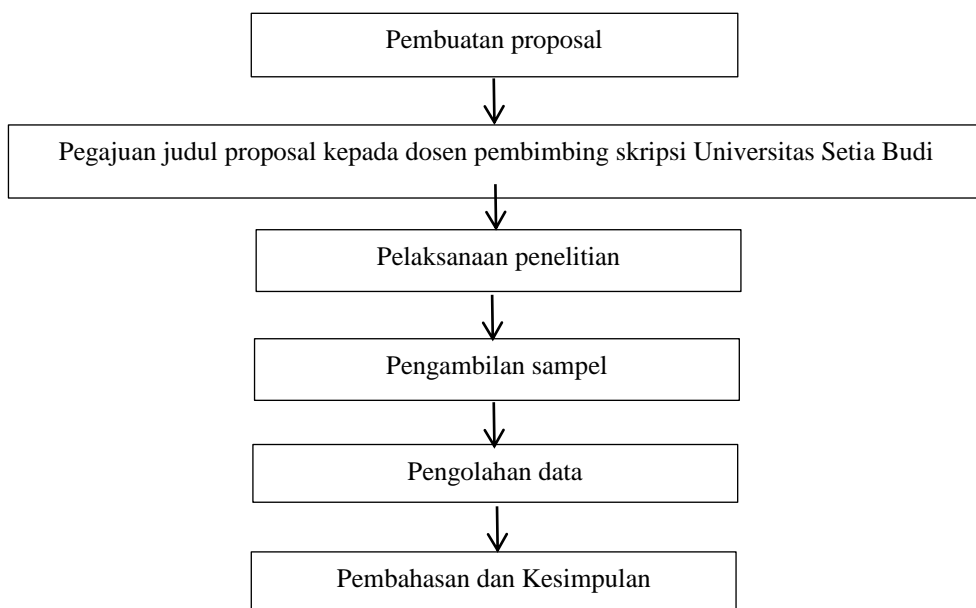 Pembuatan proposal
Pegajuan judul proposal kepada dosen pembimbing skripsi Universitas Setia Budi
Pelaksanaan penelitian
Pengambilan sampel
Pengolahan data
Pembahasan dan Kesimpulan